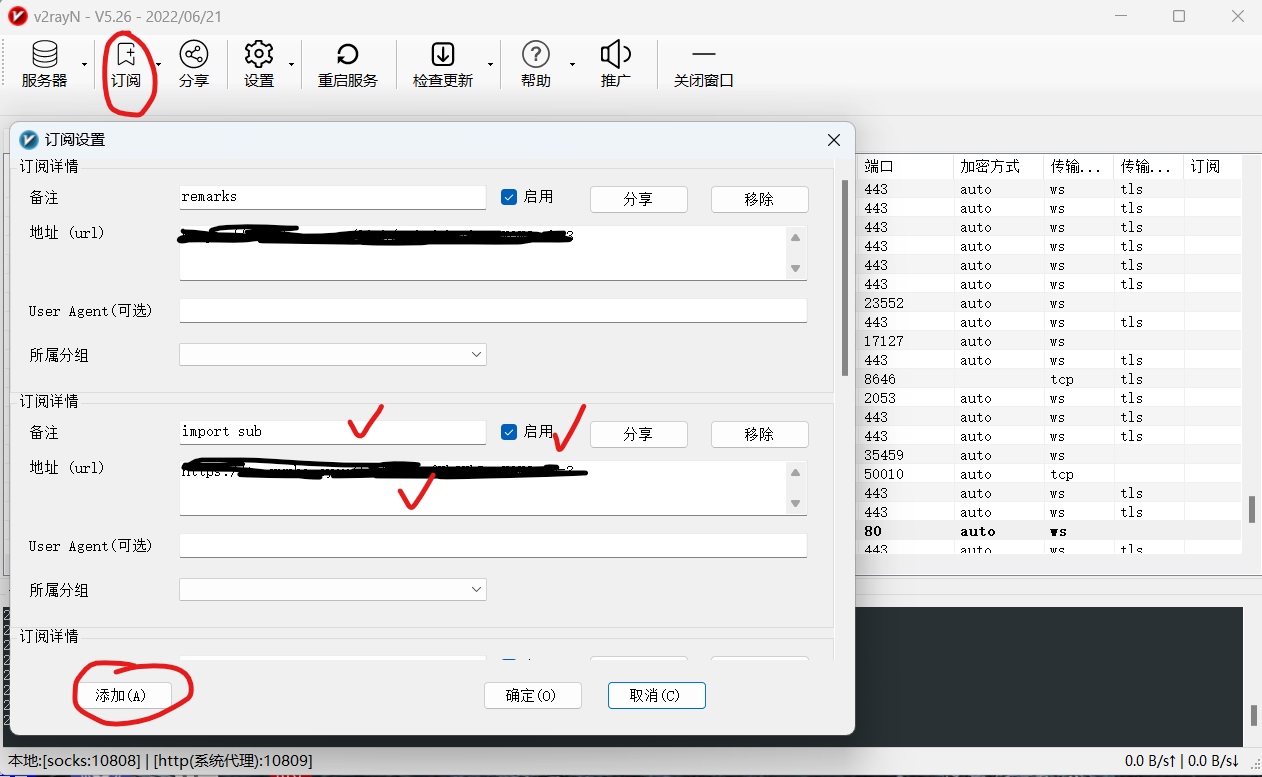 v2rayN - V5.26 - 2022/06/21
服务器 订阅 分享 设置 重启服务 检查更新 帮助 推广 关闭窗口
订阅设置
订阅详情
备注 remarks 启用 分享 移除
地址 (url)
User Agent(可选)
所属分组
订阅详情
备注 import sub 启用 分享 移除
地址 (url) https:/
User Agent(可选)
所属分组
订阅详情
添加(A) 确定(O) 取消(C)
端口 加密方式 传输... 传输... 订阅
443 auto ws tls
443 auto ws tls
443 auto ws tls
443 auto ws tls
443 auto ws tls
443 auto ws tls
23552 auto ws
443 auto ws tls
17127 auto ws
443 auto ws tls
8646 tcp tls
2053 auto ws tls
443 auto ws tls
443 auto ws tls
35459 auto ws
50010 auto tcp
443 auto ws tls
443 auto ws tls
80 auto ws
443 auto ws tls
本地:[socks:10808] | [http(系统代理):10809] 0.0 B/s↑ | 0.0 B/s↓